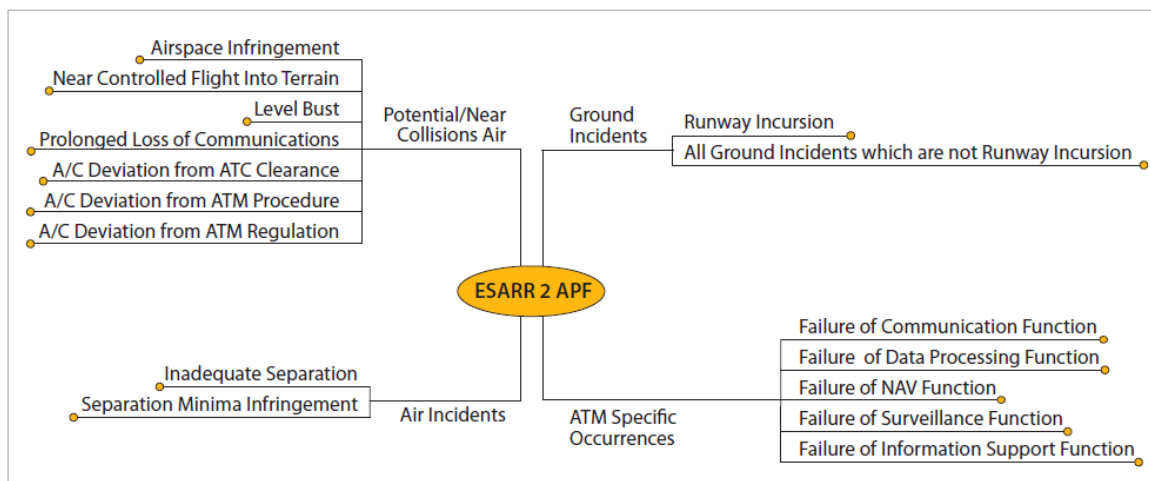 Airspace Infringement
Near Controlled Flight Into Terrain
Level Bust
Prolonged Loss of Communications
A/C Deviation from ATC Clearance
A/C Deviation from ATM Procedure
A/C Deviation from ATM Regulation
Potential/Near
Collisions Air
Ground
Incidents
Runway Incursion
All Ground Incidents which are not Runway Incursion
ESARR 2 APF
Inadequate Separation
Separation Minima Infringement
Air Incidents
ATM Specific
Occurrences
Failure of Communication Function
Failure of Data Processing Function
Failure of NAV Function
Failure of Surveillance Function
Failure of Information Support Function